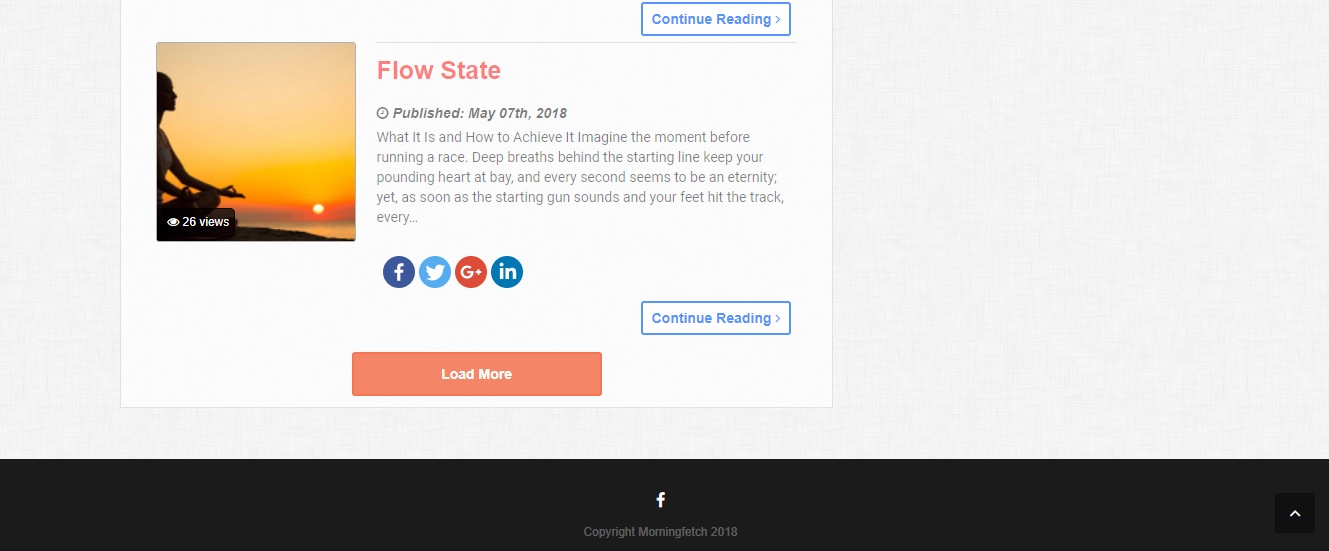 Continue Reading
Flow State
Published: May 07th, 2018
What It Is and How to Achieve It Imagine the moment before
running a race. Deep breaths behind the starting line keep your
pounding heart at bay, and every second seems to be an eternity;
yet, as soon as the starting gun sounds and your feet hit the track,
every...
26 views
Continue Reading
Load More
Copyright Morningfetch 2018